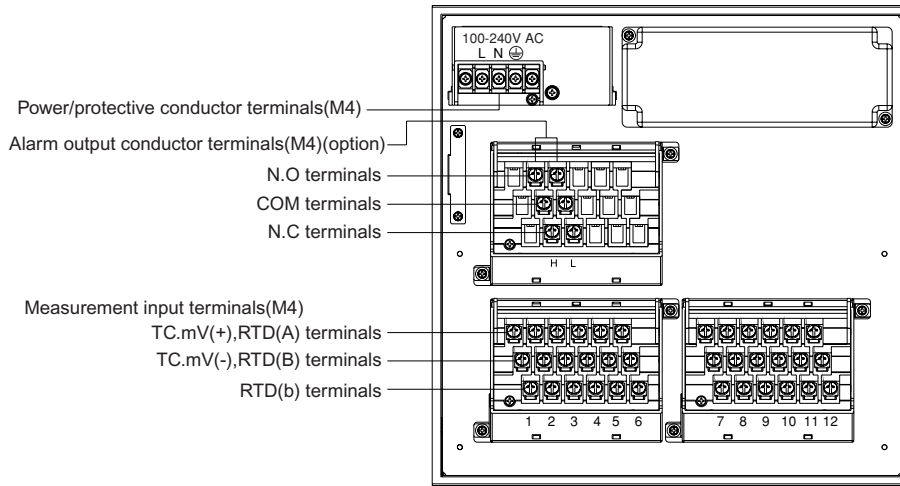 100-240V AC
L N
Power/protective conductor terminals(M4)
Alarm output conductor terminals(M4)(option)
N.O terminals
COM terminals
N.C terminals
H L
Measurement input terminals(M4)
TC.mV(+),RTD(A) terminals
TC.mV(-),RTD(B) terminals
RTD(b) terminals
1 2 3 4 5 6
7 8 9 10 11 12